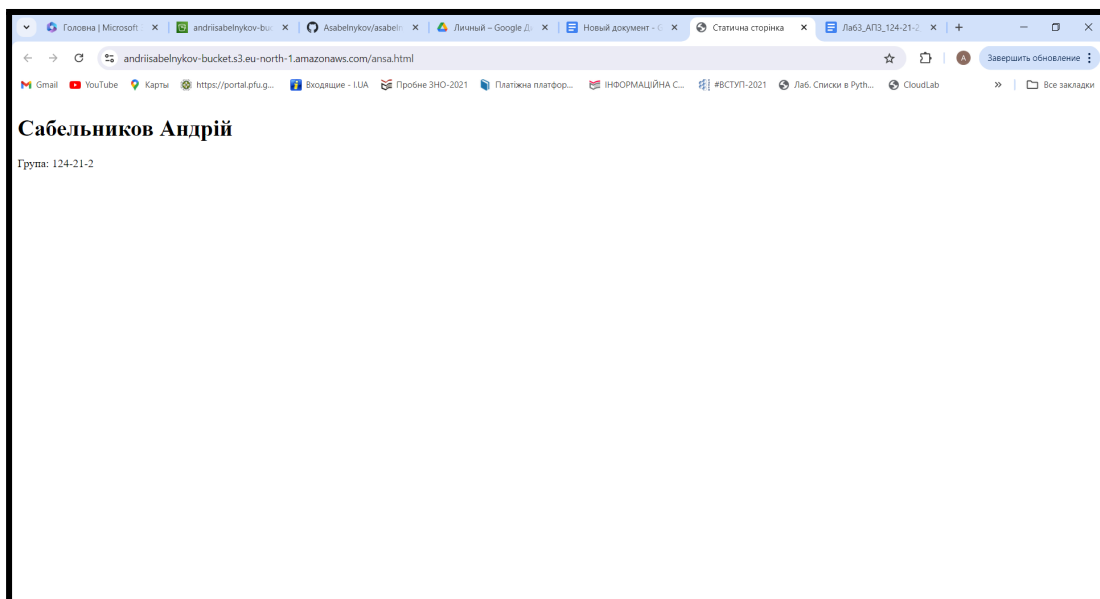 Головна | Microsoft
andriisabelnykov-buc
Asabelnykov/asabeln
Личный – Google Д
Новый документ - G
Статична сторінка
Лаб3_АПЗ_124-21-2_
andriisabelnykov-bucket.s3.eu-north-1.amazonaws.com/ansa.html
A
Завершить обновление
Gmail
YouTube
Карты
https://portal.pfu.g...
Входящие - I.UA
Пробне ЗНО-2021
Платіжна платфор...
ІНФОРМАЦІЙНА С...
#ВСТУП-2021
Лаб. Списки в Pyth...
CloudLab
Все закладки
Сабельников Андрій
Група: 124-21-2